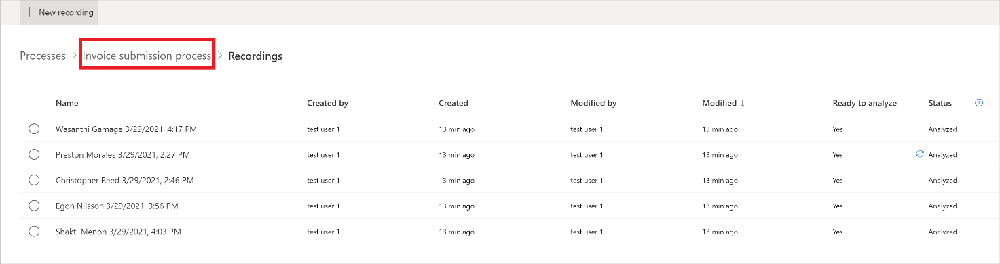 New recording
Processes > Invoice submission process > Recordings
Name Created by Created Modified by Modified ↓ Ready to analyze Status
Wasanthi Gamage 3/29/2021, 4:17 PM test user 1 13 min ago test user 1 13 min ago Yes Analyzed
Preston Morales 3/29/2021, 2:27 PM test user 1 13 min ago test user 1 13 min ago Yes Analyzed
Christopher Reed 3/29/2021, 2:46 PM test user 1 13 min ago test user 1 13 min ago Yes Analyzed
Egon Nilsson 3/29/2021, 3:56 PM test user 1 13 min ago test user 1 13 min ago Yes Analyzed
Shakti Menon 3/29/2021, 4:03 PM test user 1 13 min ago test user 1 13 min ago Yes Analyzed